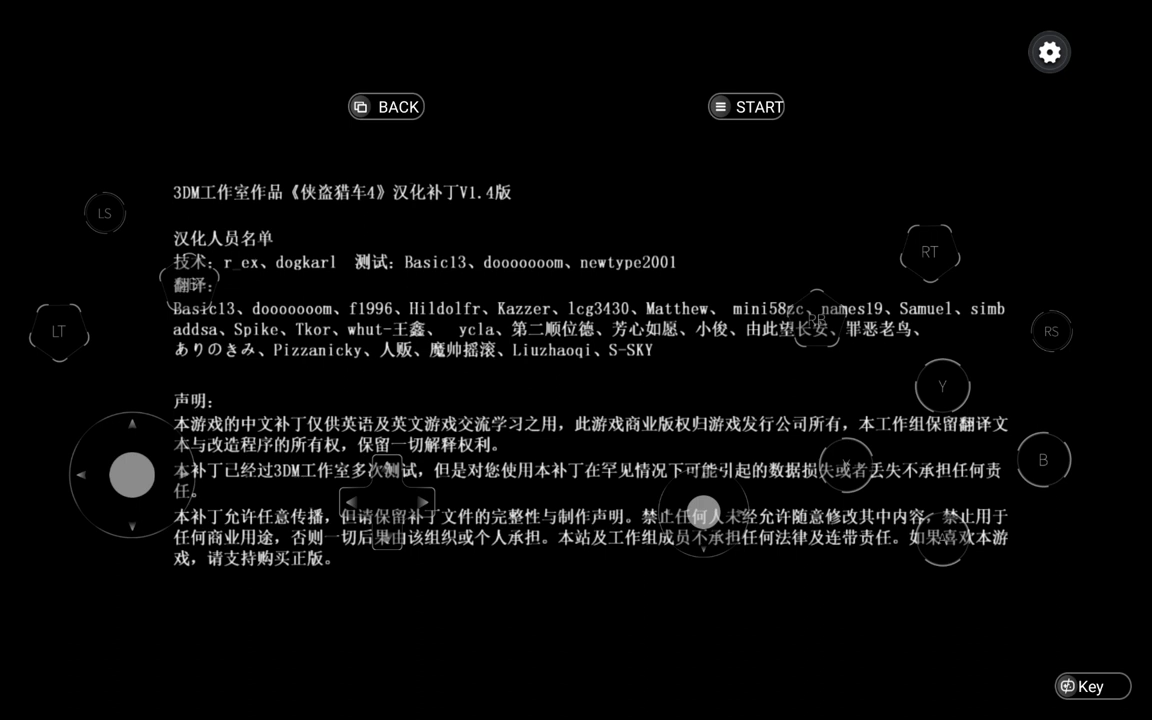 BACK
START
3DM工作室作品《侠盗猎车4》汉化补丁V1.4版
LS
汉化人员名单
技术: r_ex、dogkarl 测试: Basic13、dooooooom、newtype2001
RT
翻译:
Basic13、dooooooom、f1996、Hildolfr、Kazzer、lcg3430、Matthew、 mini58zc、names19、Samuel、simb
RB
LT
addsa、Spike、Tkor、whut-王鑫、 ycla、第二顺位德、芳心如愿、小俊、由此望长安、罪恶老鸟、
RS
ありのきみ、Pizzanicky、人贩、魔帅摇滚、Liuzhaoqi、S-SKY
Y
声明:
本游戏的中文补丁仅供英语及英文游戏交流学习之用，此游戏商业版权归游戏发行公司所有，本工作组保留翻译文
本与改造程序的所有权，保留一切解释权利。
B
X
本补丁已经过3DM工作室多次测试，但是对您使用本补丁在罕见情况下可能引起的数据损失或者丢失不承担任何责
任。
本补丁允许任意传播，但请保留补丁文件的完整性与制作声明。禁止任何人未经允许随意修改其中内容，禁止用于
任何商业用途，否则一切后果由该组织或个人承担。本站及工作组成员不承担任何法律及连带责任。如果喜欢本游
A
戏，请支持购买正版。
Key